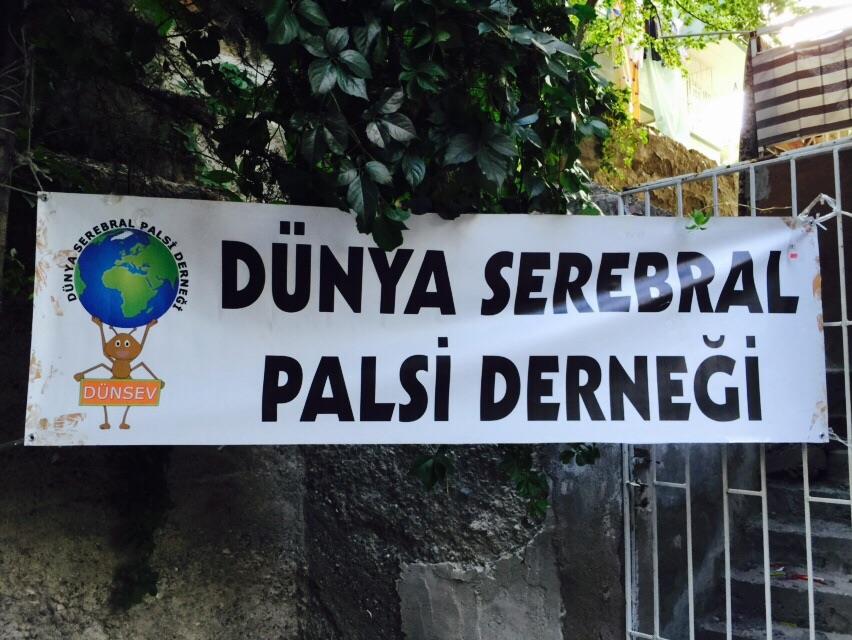 DÜNYA SEREBRAL PALSİ DERNEĞİ
DÜNSEV
DÜNYA SEREBRAL
PALSİ DERNEĞİ